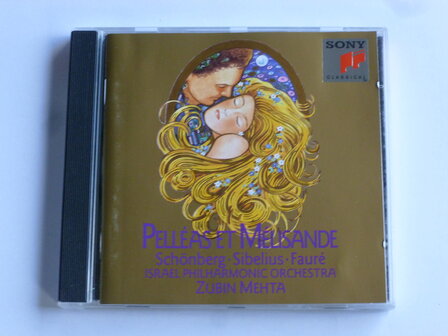 SONY
CLASSICAL
PELLÉAS ET MÉLISANDE
Schönberg · Sibelius · Fauré
ISRAEL PHILHARMONIC ORCHESTRA
ZUBIN MEHTA